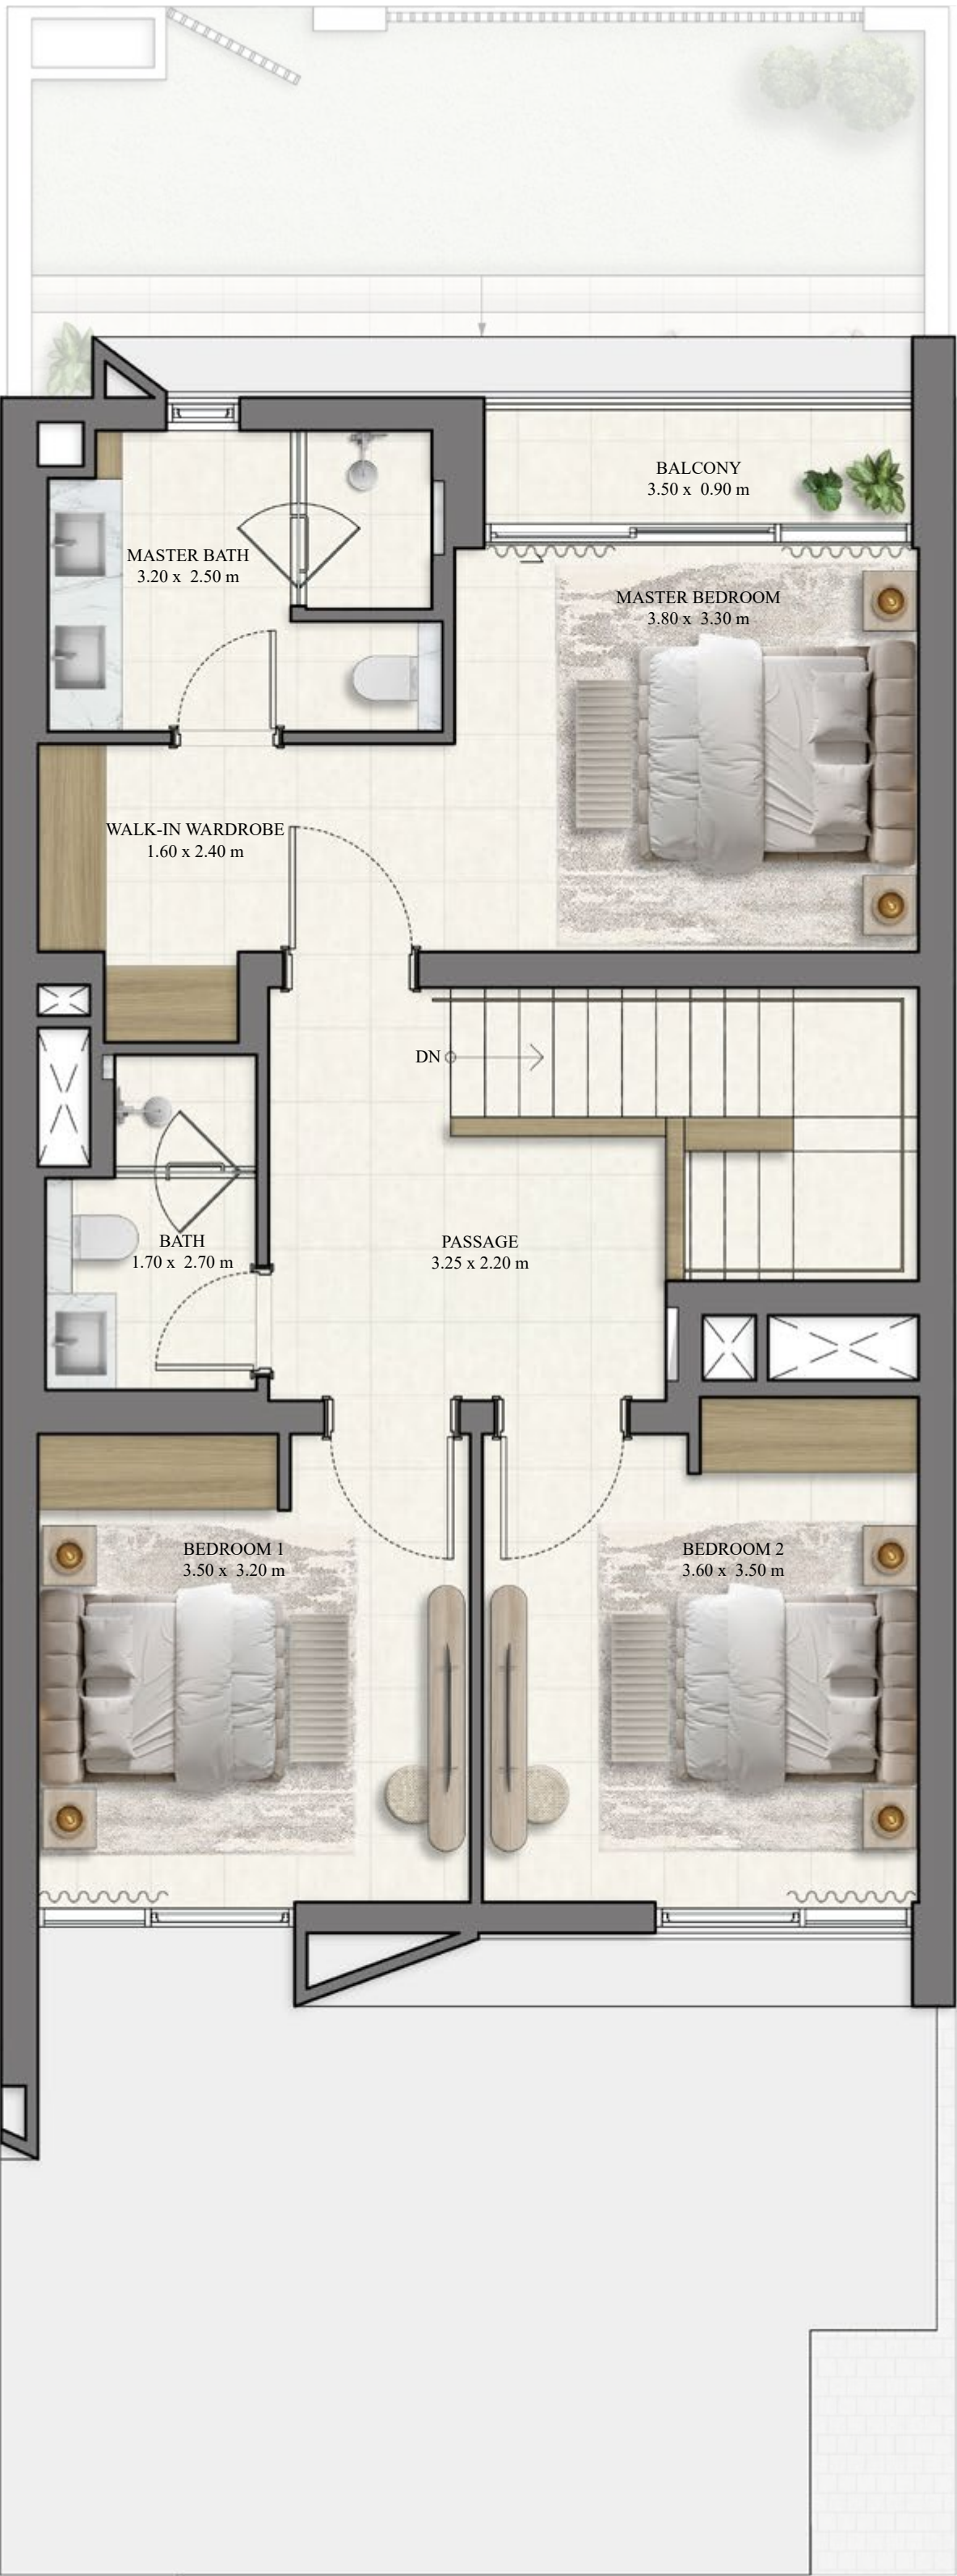 BALCONY
3.50 x 0.90 m
MASTER BATH
3.20 x 2.50 m
MASTER BEDROOM
3.80 x 3.30 m
WALK-IN WARDROBE
1.60 x 2.40 m
DN
BATH
1.70 x 2.70 m
PASSAGE
3.25 x 2.20 m
BEDROOM 1
3.50 x 3.20 m
BEDROOM 2
3.60 x 3.50 m